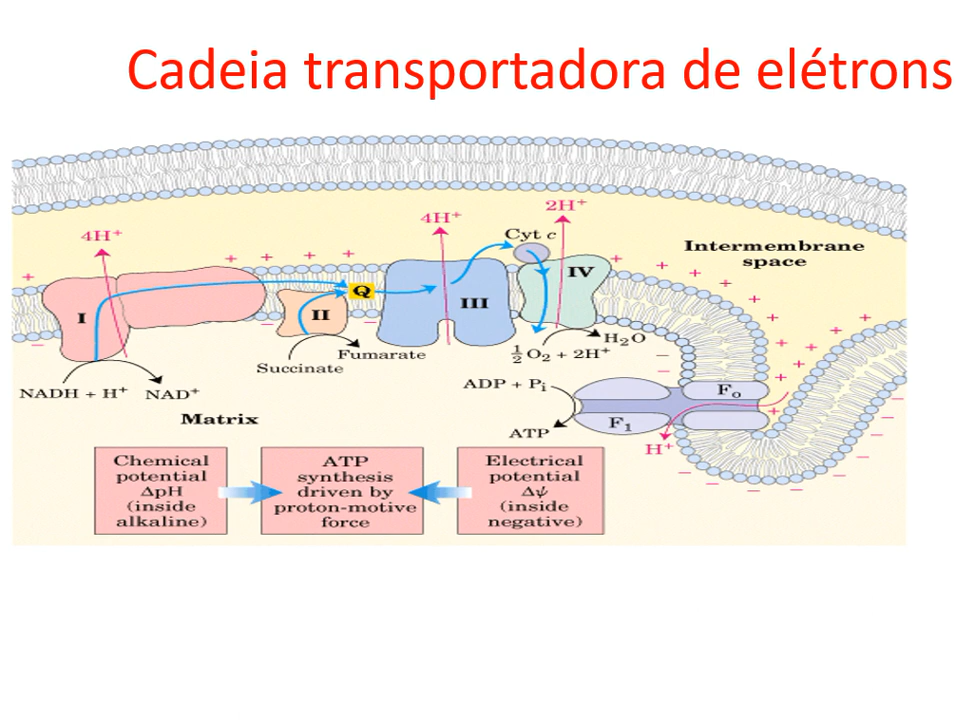 Cadeia transportadora de elétrons
4H⁺
4H⁺
2H⁺
Cyt c
Intermembrane
space
I
II
Q
III
IV
NADH + H⁺
NAD⁺
Succinate
Fumarate
½O₂ + 2H⁺
H₂O
Matrix
ADP + Pᵢ
ATP
F₁
Fₒ
H⁺
Chemical
potential
ΔpH
(inside
alkaline)
ATP
synthesis
driven by
proton-motive
force
Electrical
potential
Δψ
(inside
negative)